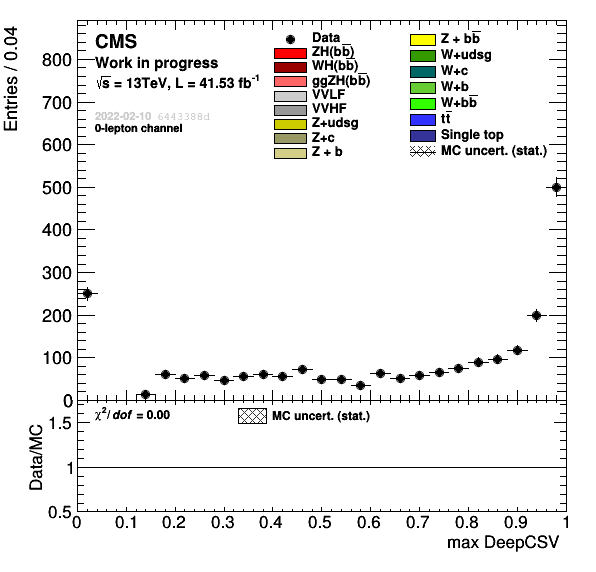 CMS
Work in progress
√s = 13TeV, L = 41.53 fb⁻¹
2022-02-10 6443388d
0-lepton channel
Data
ZH(bb̅)
WH(bb̅)
ggZH(bb̅)
VVLF
VVHF
Z+udsg
Z+c
Z + b
Z + bb̅
W+udsg
W+c
W+b
W+bb̅
tt̅
Single top
MC uncert. (stat.)
Entries / 0.04
800
700
600
500
400
300
200
100
0
χ²/dof = 0.00
MC uncert. (stat.)
Data/MC
1.5
1
0.5
0 0.1 0.2 0.3 0.4 0.5 0.6 0.7 0.8 0.9 1
max DeepCSV